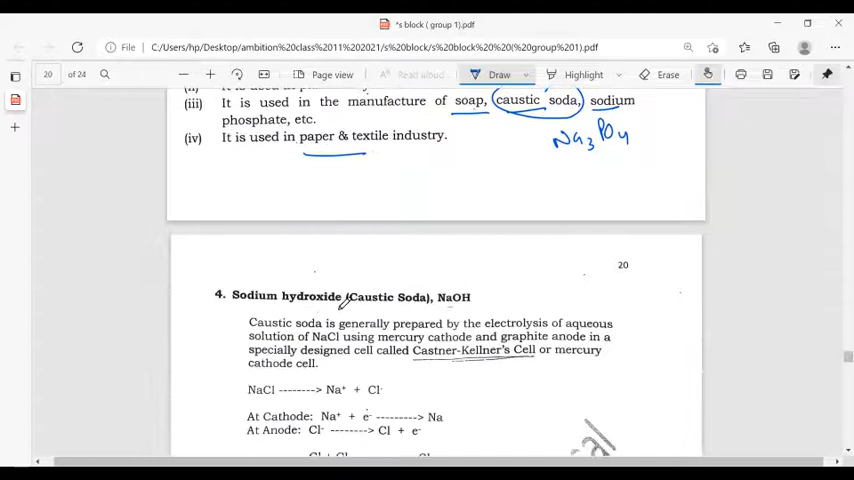 *s block ( group 1).pdf
File C:/Users/hp/Desktop/ambition%20class%2011%202021/s%20block/s%20block%20%20(%20group%201).pdf
20 of 24
Page view
Read aloud
Draw
Highlight
Erase
(iii) It is used in the manufacture of soap, caustic soda, sodium
phosphate, etc.
Na3PO4
(iv) It is used in paper & textile industry.
20
4. Sodium hydroxide (Caustic Soda), NaOH
Caustic soda is generally prepared by the electrolysis of aqueous
solution of NaCl using mercury cathode and graphite anode in a
specially designed cell called Castner-Kellner's Cell or mercury
cathode cell.
NaCl --------> Na⁺ + Cl⁻
At Cathode: Na⁺ + e⁻ ---------> Na
At Anode: Cl⁻ --------> Cl + e⁻